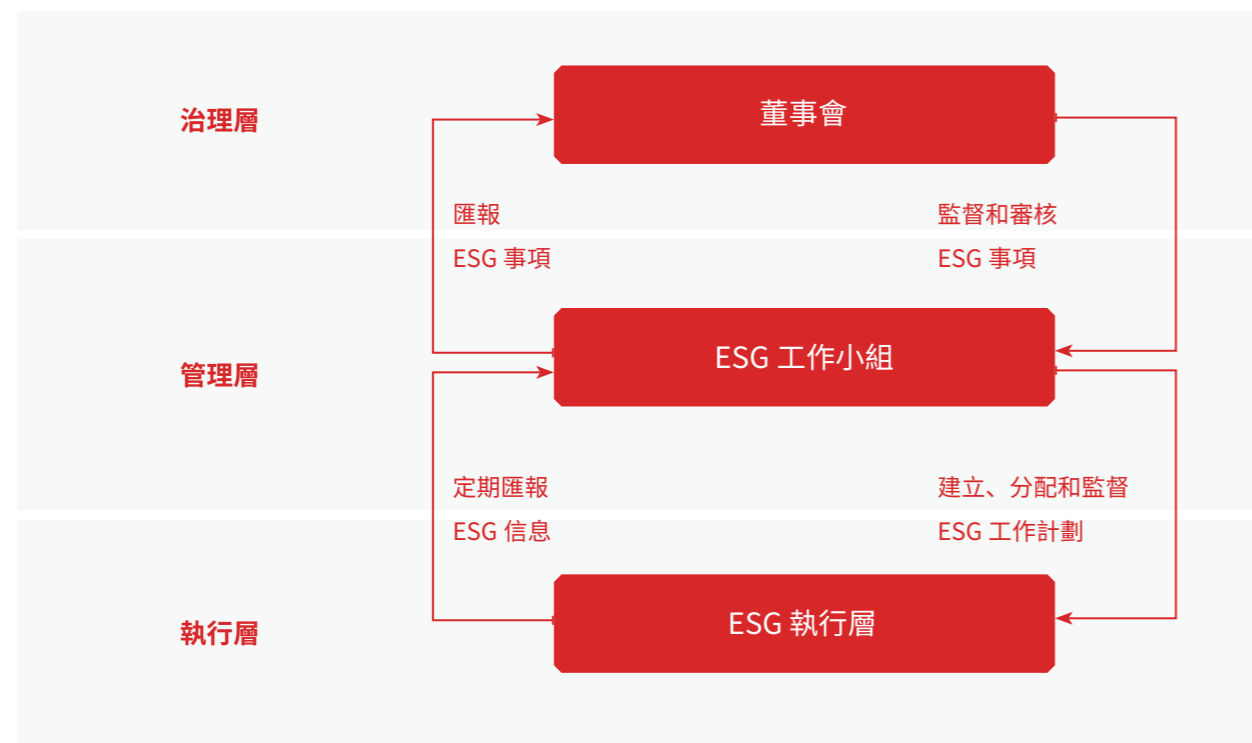 治理層
董事會
匯報
ESG 事項
監督和審核
ESG 事項
管理層
ESG 工作小組
定期匯報
ESG 信息
建立、分配和監督
ESG 工作計劃
執行層
ESG 執行層